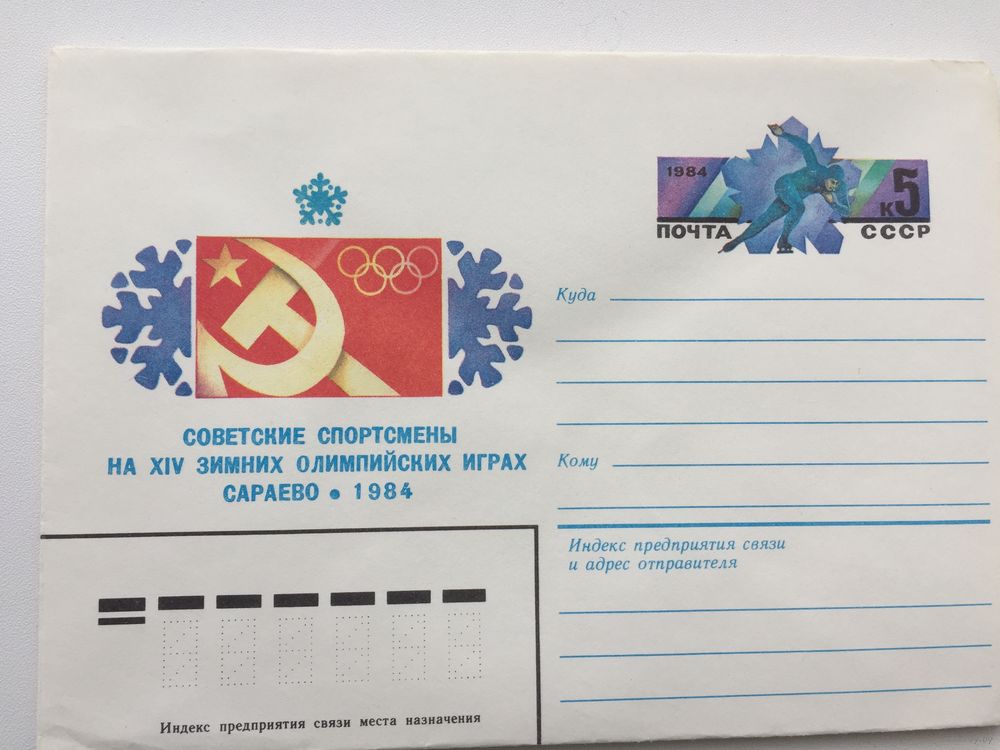 1984
к5
ПОЧТА СССР
СОВЕТСКИЕ СПОРТСМЕНЫ
НА XIV ЗИМНИХ ОЛИМПИЙСКИХ ИГРАХ
САРАЕВО • 1984
Куда
Кому
Индекс предприятия связи
и адрес отправителя
Индекс предприятия связи места назначения